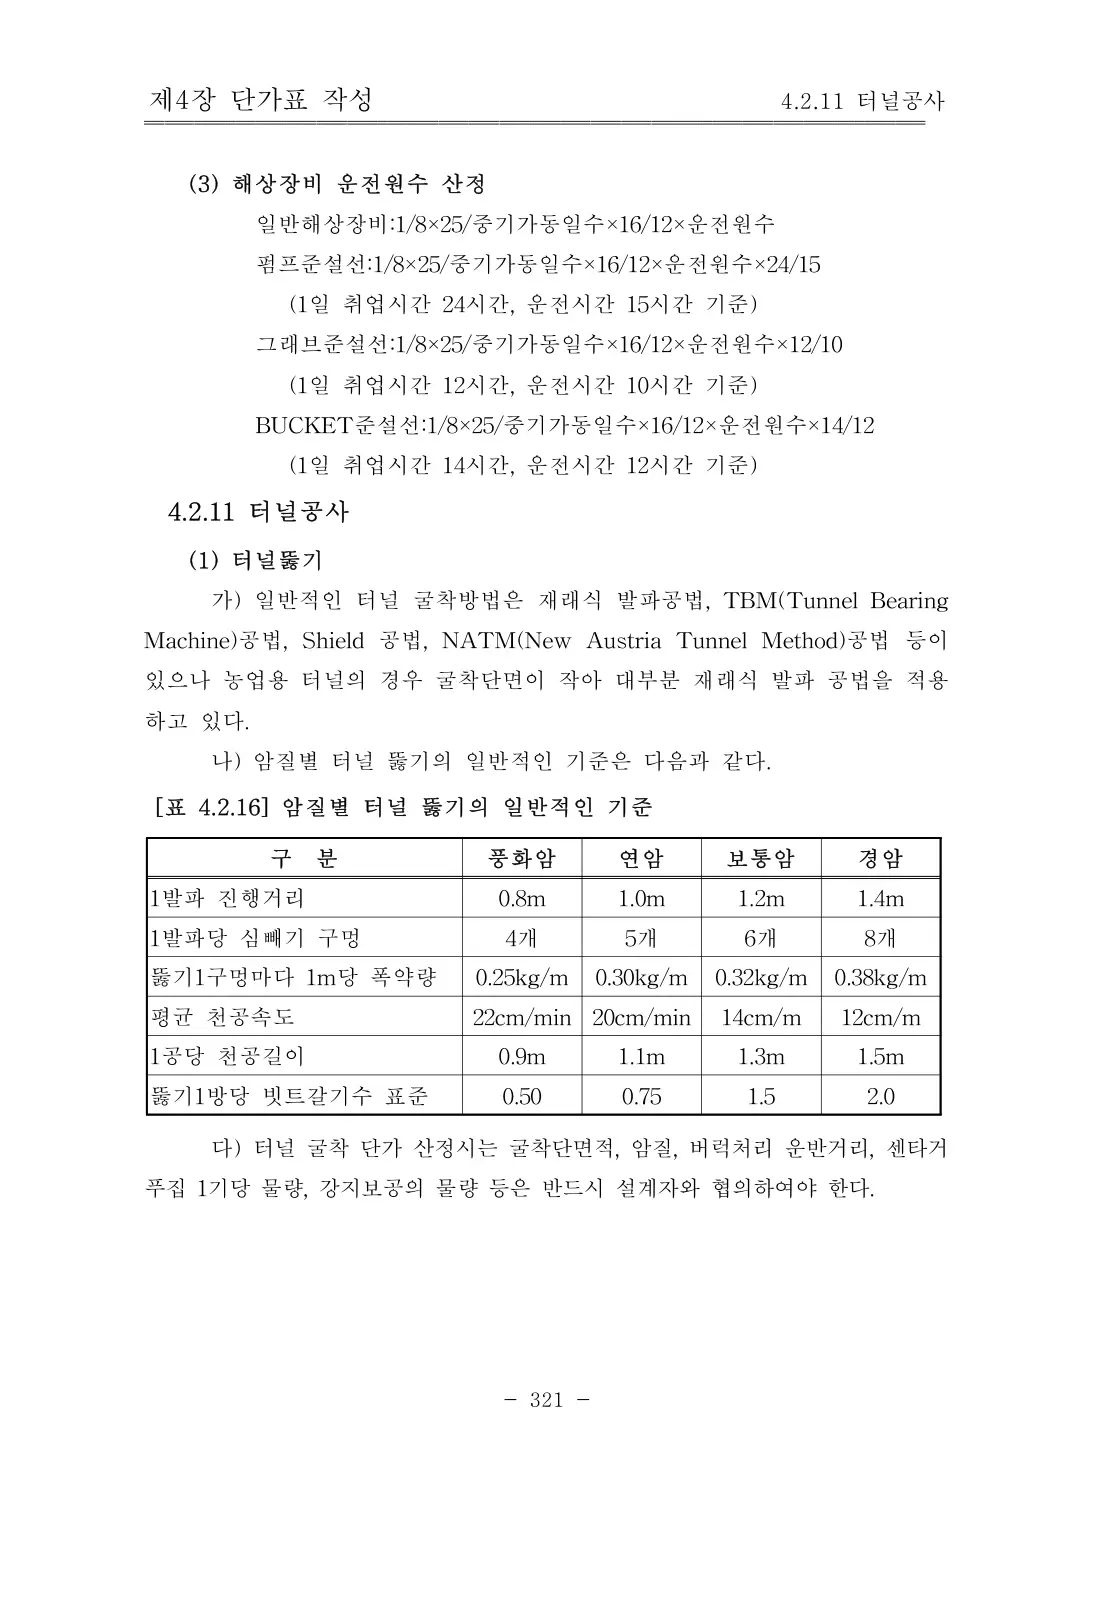 제4장 단가표 작성 4.2.11 터널공사
(3) 해상장비 운전원수 산정
일반해상장비:1/8×25/중기가동일수×16/12×운전원수
펌프준설선:1/8×25/중기가동일수×16/12×운전원수×24/15
(1일 취업시간 24시간, 운전시간 15시간 기준)
그래브준설선:1/8×25/중기가동일수×16/12×운전원수×12/10
(1일 취업시간 12시간, 운전시간 10시간 기준)
BUCKET준설선:1/8×25/중기가동일수×16/12×운전원수×14/12
(1일 취업시간 14시간, 운전시간 12시간 기준)
4.2.11 터널공사
(1) 터널뚫기
가) 일반적인 터널 굴착방법은 재래식 발파공법, TBM(Tunnel Bearing
Machine)공법, Shield 공법, NATM(New Austria Tunnel Method)공법 등이
있으나 농업용 터널의 경우 굴착단면이 작아 대부분 재래식 발파 공법을 적용
하고 있다.
나) 암질별 터널 뚫기의 일반적인 기준은 다음과 같다.
[표 4.2.16] 암질별 터널 뚫기의 일반적인 기준
구 분 풍화암 연암 보통암 경암
1발파 진행거리 0.8m 1.0m 1.2m 1.4m
1발파당 심빼기 구멍 4개 5개 6개 8개
뚫기1구멍마다 1m당 폭약량 0.25kg/m 0.30kg/m 0.32kg/m 0.38kg/m
평균 천공속도 22cm/min 20cm/min 14cm/m 12cm/m
1공당 천공길이 0.9m 1.1m 1.3m 1.5m
뚫기1방당 빗트갈기수 표준 0.50 0.75 1.5 2.0
다) 터널 굴착 단가 산정시는 굴착단면적, 암질, 버럭처리 운반거리, 센타거
푸집 1기당 물량, 강지보공의 물량 등은 반드시 설계자와 협의하여야 한다.
- 321 -